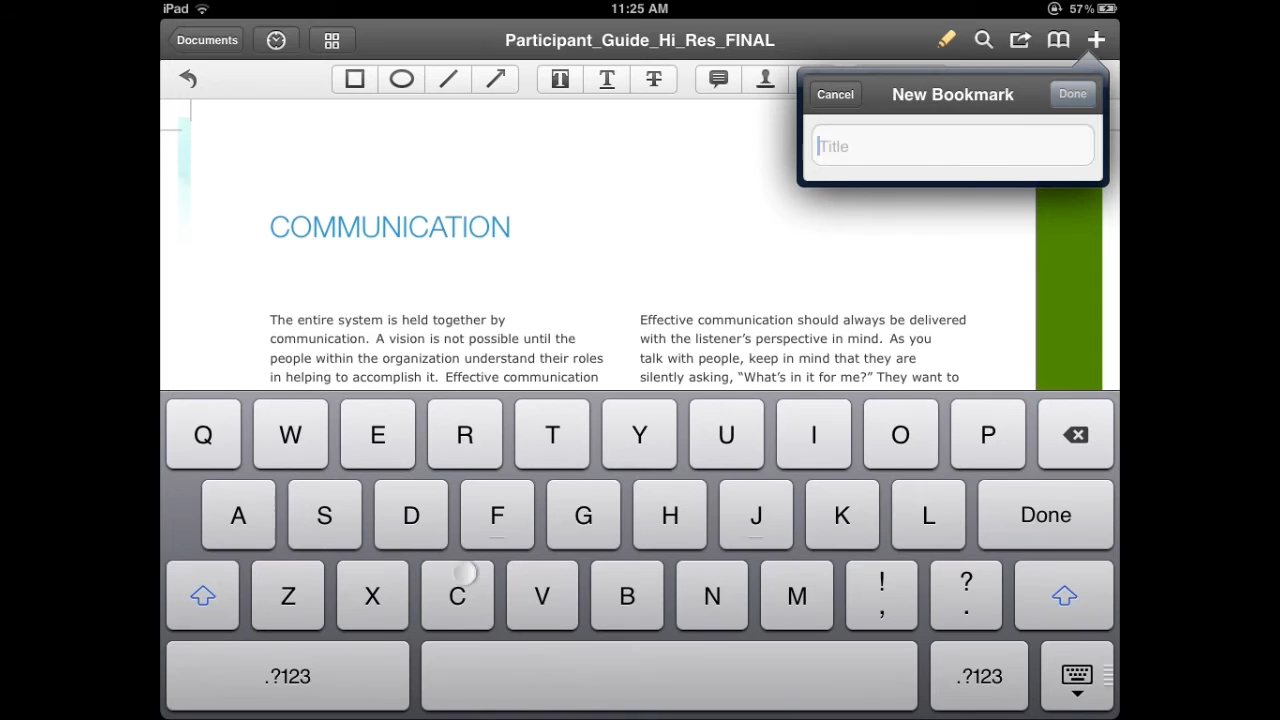 iPad 11:25 AM 57%
Documents Participant_Guide_Hi_Res_FINAL
T T T
Cancel New Bookmark Done
Title
COMMUNICATION
The entire system is held together by
communication. A vision is not possible until the
people within the organization understand their roles
in helping to accomplish it. Effective communication
Effective communication should always be delivered
with the listener's perspective in mind. As you
talk with people, keep in mind that they are
silently asking, “What's in it for me?” They want to
Q W E R T Y U I O P
A S D F G H J K L Done
Z X C V B N M ! , ? .
.?123 .?123